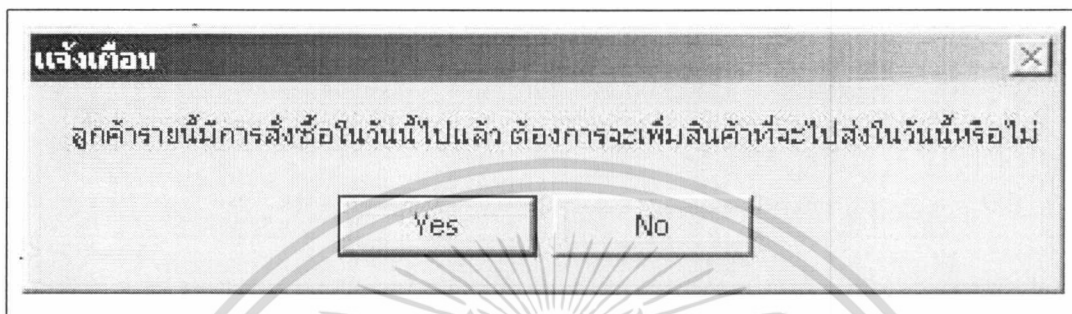 แจ้งเตือน
ลูกค้ารายนี้มีการสั่งซื้อในวันนี้ไปแล้ว ต้องการจะเพิ่มสินค้าที่จะไปส่งในวันนี้หรือไม่
Yes No